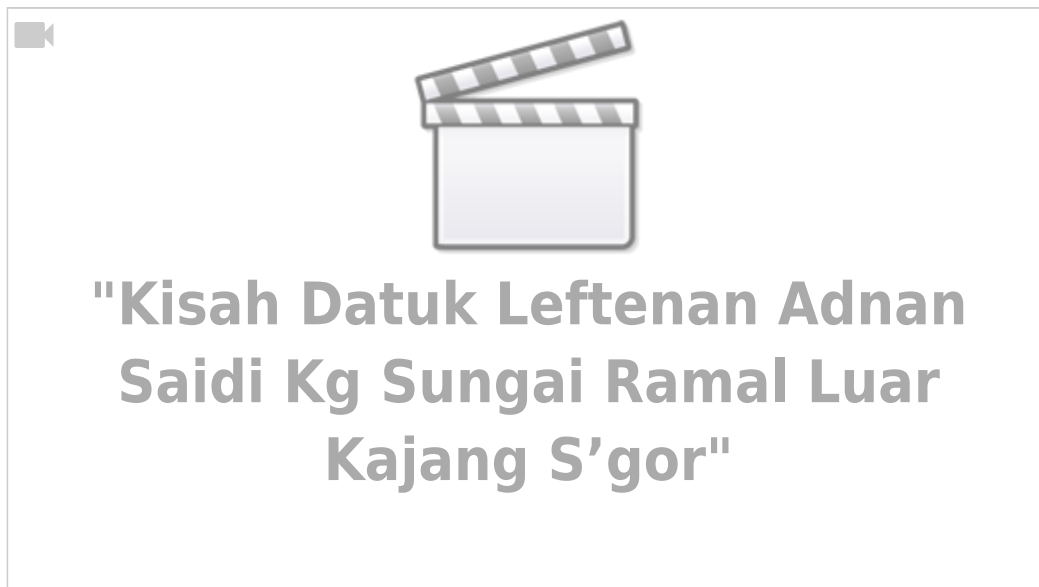 "Kisah Datuk Leftenan Adnan
Saidi Kg Sungai Ramal Luar
Kajang S’gor"